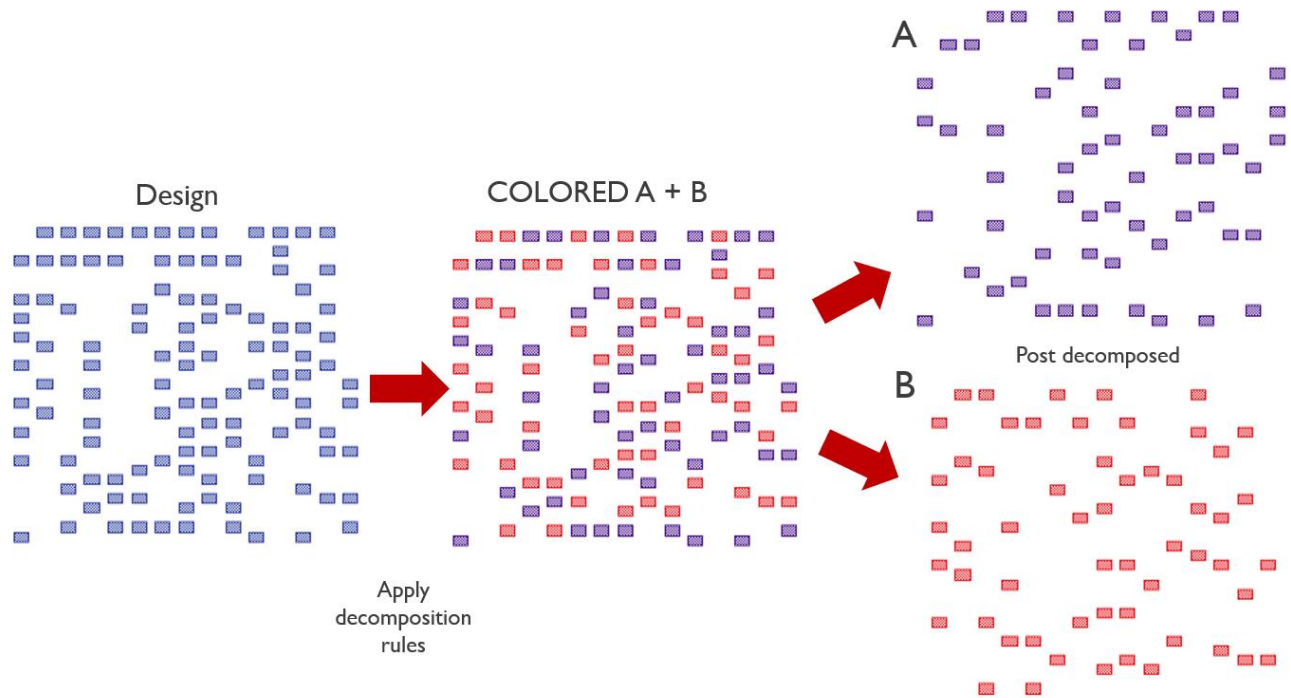 Design
Apply
decomposition
rules
COLORED A + B
A
Post decomposed
B